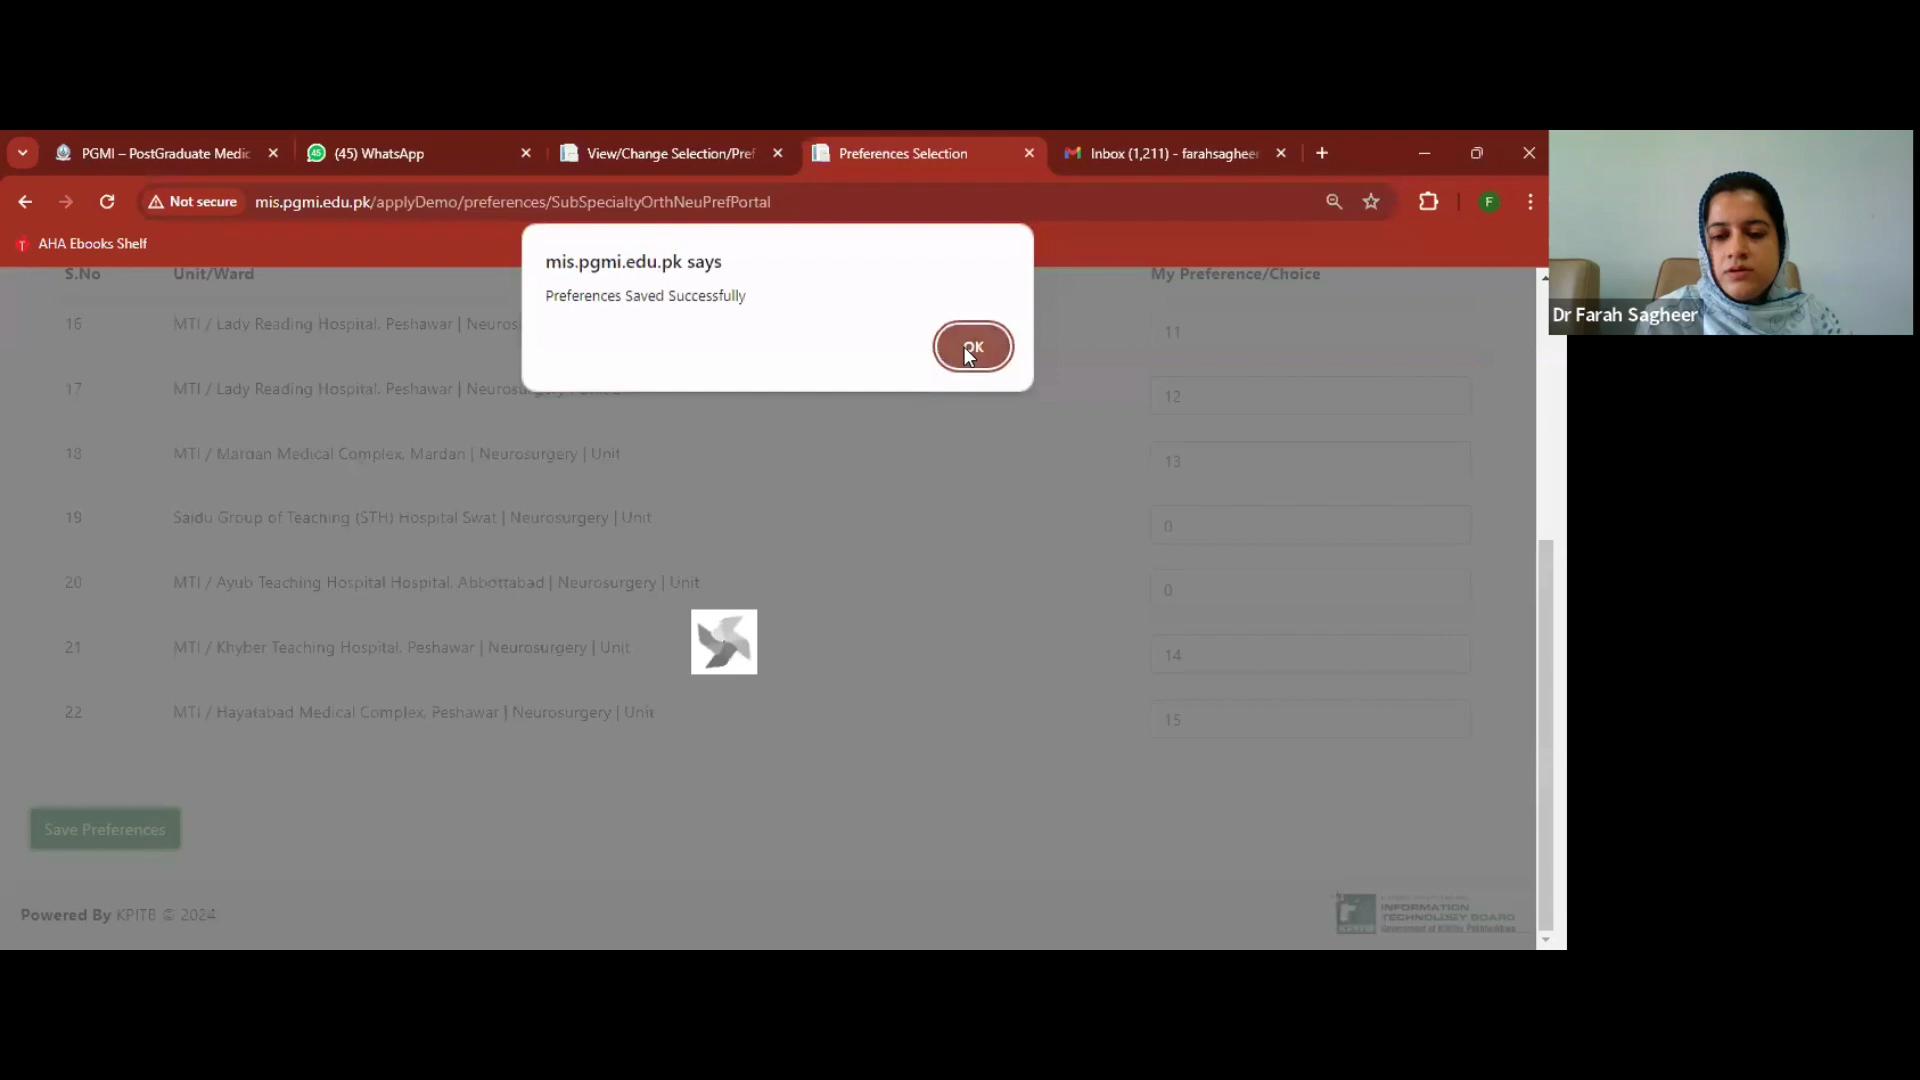 PGMI – PostGraduate Medic
(45) WhatsApp
View/Change Selection/Pref
Preferences Selection
Inbox (1,211) - farahsagheer
Not secure
mis.pgmi.edu.pk/applyDemo/preferences/SubSpecialtyOrthNeuPrefPortal
F
AHA Ebooks Shelf
mis.pgmi.edu.pk says
Preferences Saved Successfully
OK
Dr Farah Sagheer
S.No Unit/Ward My Preference/Choice
16 MTI / Lady Reading Hospital, Peshawar | Neuros 11
17 MTI / Lady Reading Hospital, Peshawar | Neurosurgery 12
18 MTI / Mardan Medical Complex, Mardan | Neurosurgery | Unit 13
19 Saidu Group of Teaching (STH) Hospital Swat | Neurosurgery | Unit 0
20 MTI / Ayub Teaching Hospital Hospital, Abbottabad | Neurosurgery | Unit 0
21 MTI / Khyber Teaching Hospital, Peshawar | Neurosurgery | Unit 14
22 MTI / Hayatabad Medical Complex, Peshawar | Neurosurgery | Unit 15
Save Preferences
Powered By KPITB © 2024
INFORMATION
TECHNOLOGY BOARD